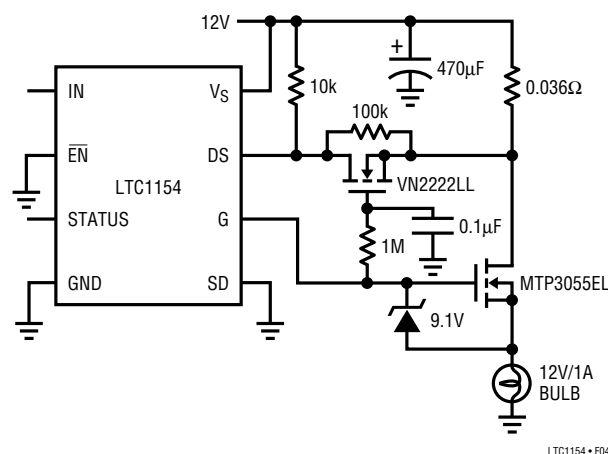 12V
+
470µF
0.036Ω
10k
100k
IN
VS
EN
DS
LTC1154
VN2222LL
STATUS
G
0.1µF
1M
GND
SD
MTP3055EL
9.1V
12V/1A
BULB
LTC1154 • F04